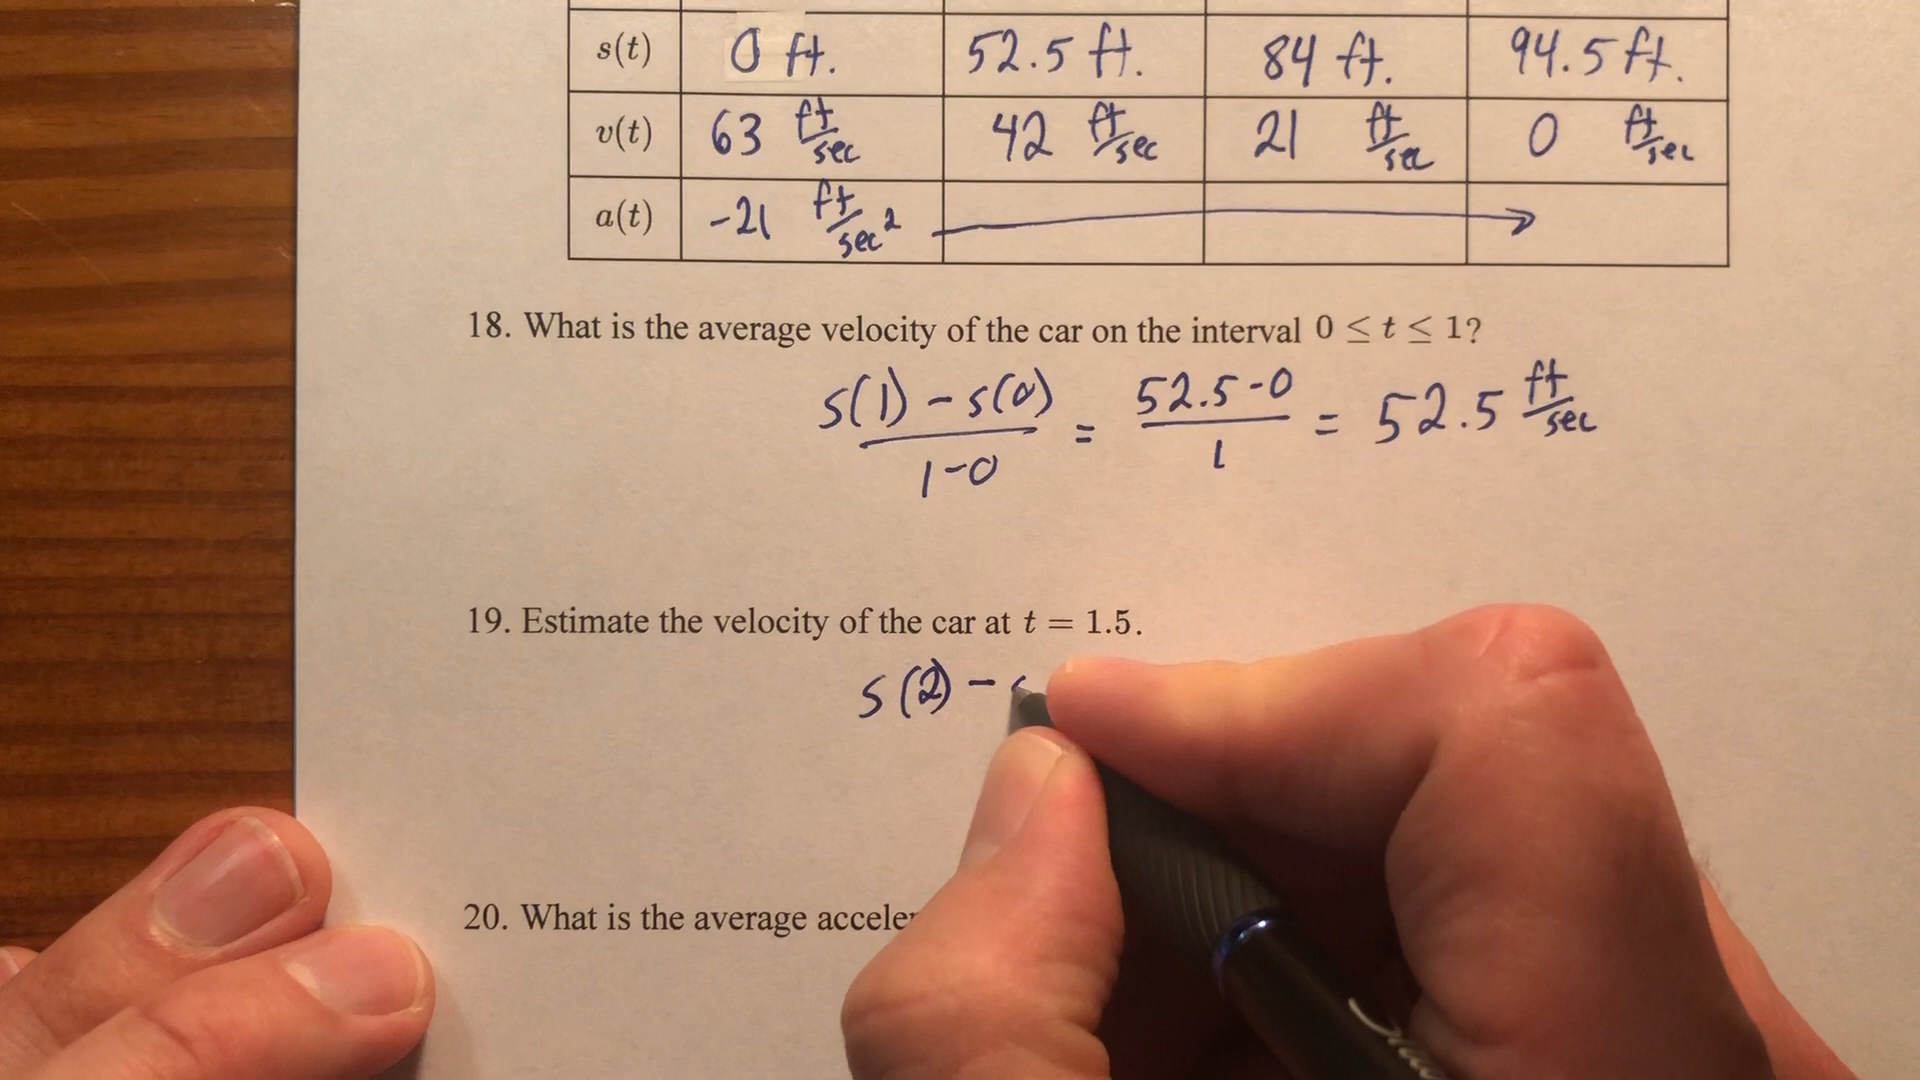 s(t) 0 ft. 52.5 ft. 84 ft. 94.5 ft.
v(t) 63 ft/sec 42 ft/sec 21 ft/sec 0 ft/sec
a(t) -21 ft/sec²
18. What is the average velocity of the car on the interval 0 ≤ t ≤ 1?
s(1) - s(0) / 1-0 = 52.5-0 / 1 = 52.5 ft/sec
19. Estimate the velocity of the car at t = 1.5.
s(2) -
20. What is the average